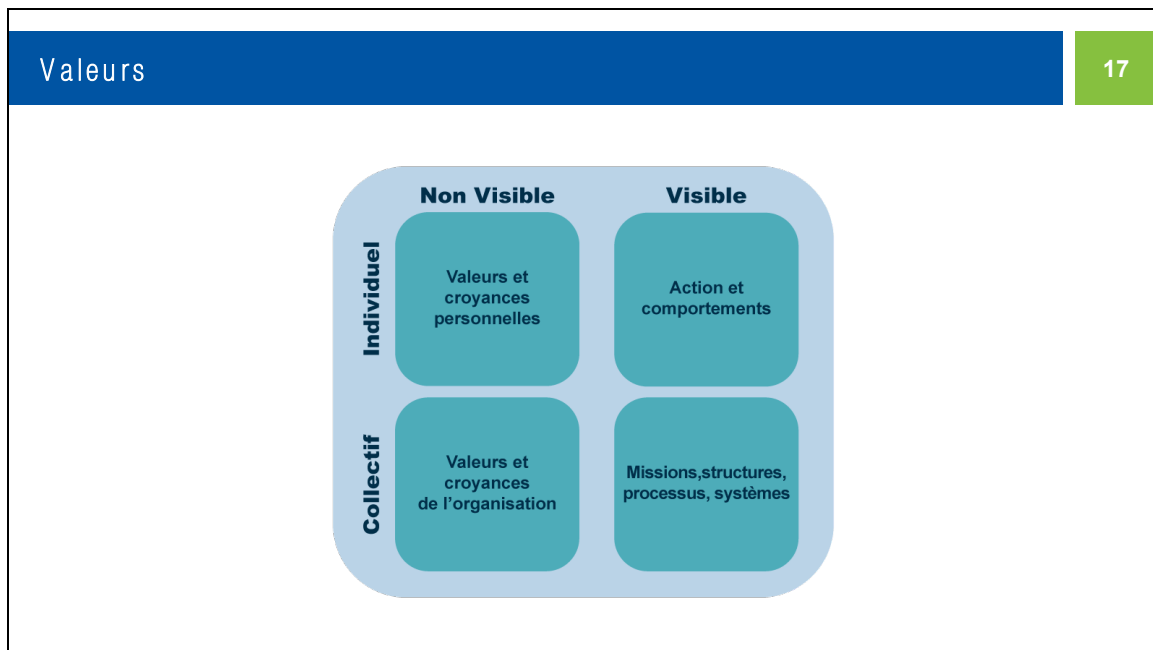 Valeurs
17
Non Visible
Visible
Individuel
Valeurs et
croyances
personnelles
Action et
comportements
Collectif
Valeurs et
croyances
de l’organisation
Missions,structures,
processus, systèmes